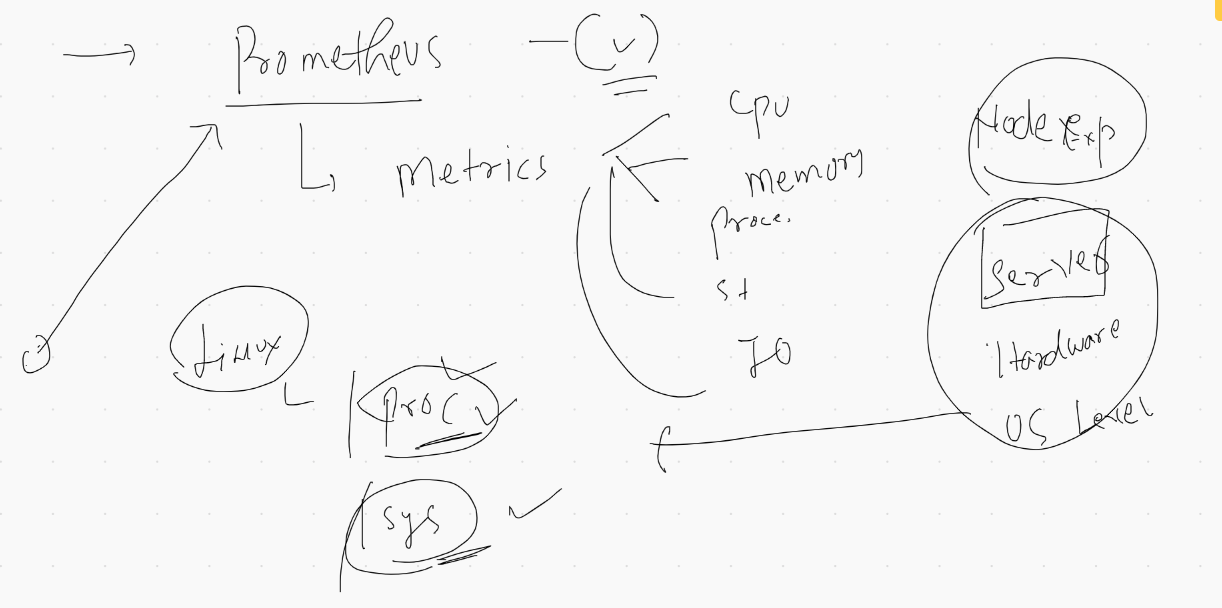 Prometheus - (v)
metrics
cpu
memory
proce.
st
IO
Node Exp
Server
Hardware
OS Level
Linux
proc
sys